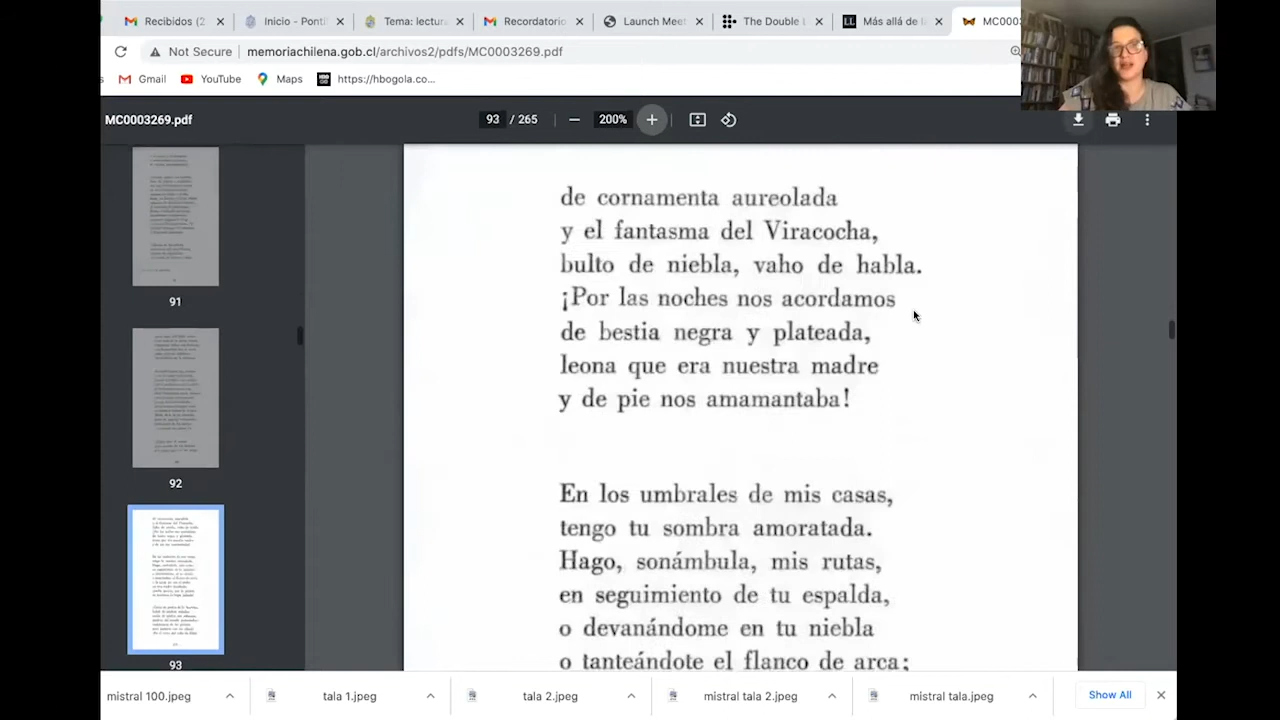 Recibidos (2
Inicio - Ponti
Tema: lectura
Recordatorio
Launch Meet
The Double L
Más allá de l
MC0003
Not Secure
memoriachilena.gob.cl/archivos2/pdfs/MC0003269.pdf
s
Gmail
YouTube
Maps
https://hbogola.co...
MC0003269.pdf
93 / 265
200%
91
92
93
de cornamenta aureolada
y el fantasma del Viracocha,
bulto de niebla, vaho de habla.
¡Por las noches nos acordamos
de bestia negra y plateada,
leona que era nuestra madre
y de pie nos amamantaba!
En los umbrales de mis casas,
tengo tu sombra amoratada.
Hago, sonámbula, mis rutas,
en seguimiento de tu espalda,
o devanándome en tu niebla
o tanteándote el flanco de arca;
mistral 100.jpeg
tala 1.jpeg
tala 2.jpeg
mistral tala 2.jpeg
mistral tala.jpeg
Show All